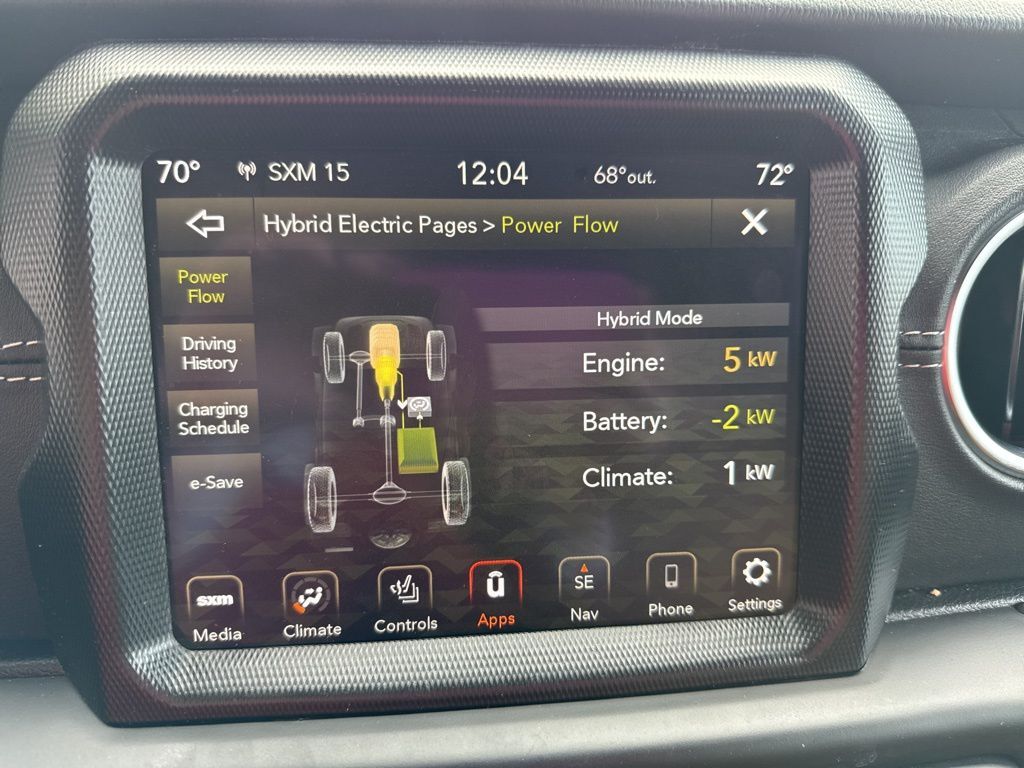 70° SXM 15 12:04 68°out. 72°
Hybrid Electric Pages > Power Flow
Power
Flow
Driving
History
Charging
Schedule
e-Save
Hybrid Mode
Engine: 5 kW
Battery: -2 kW
Climate: 1 kW
sxm
SE
Media
Climate
Controls
Apps
Nav
Phone
Settings